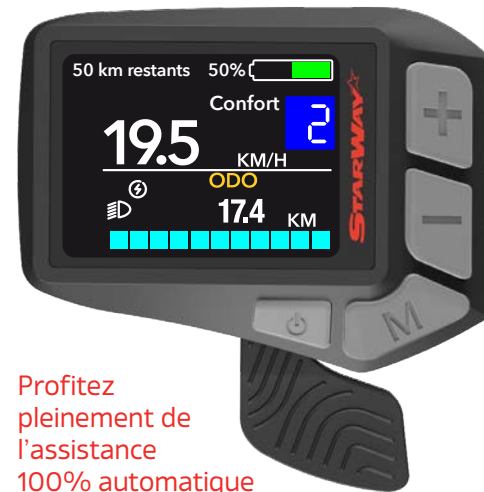 50 km restants 50%
Confort 2
19.5 KM/H
ODO
17.4 KM
STARWAY
+
−
M
Profitez
pleinement de
l'assistance
100% automatique